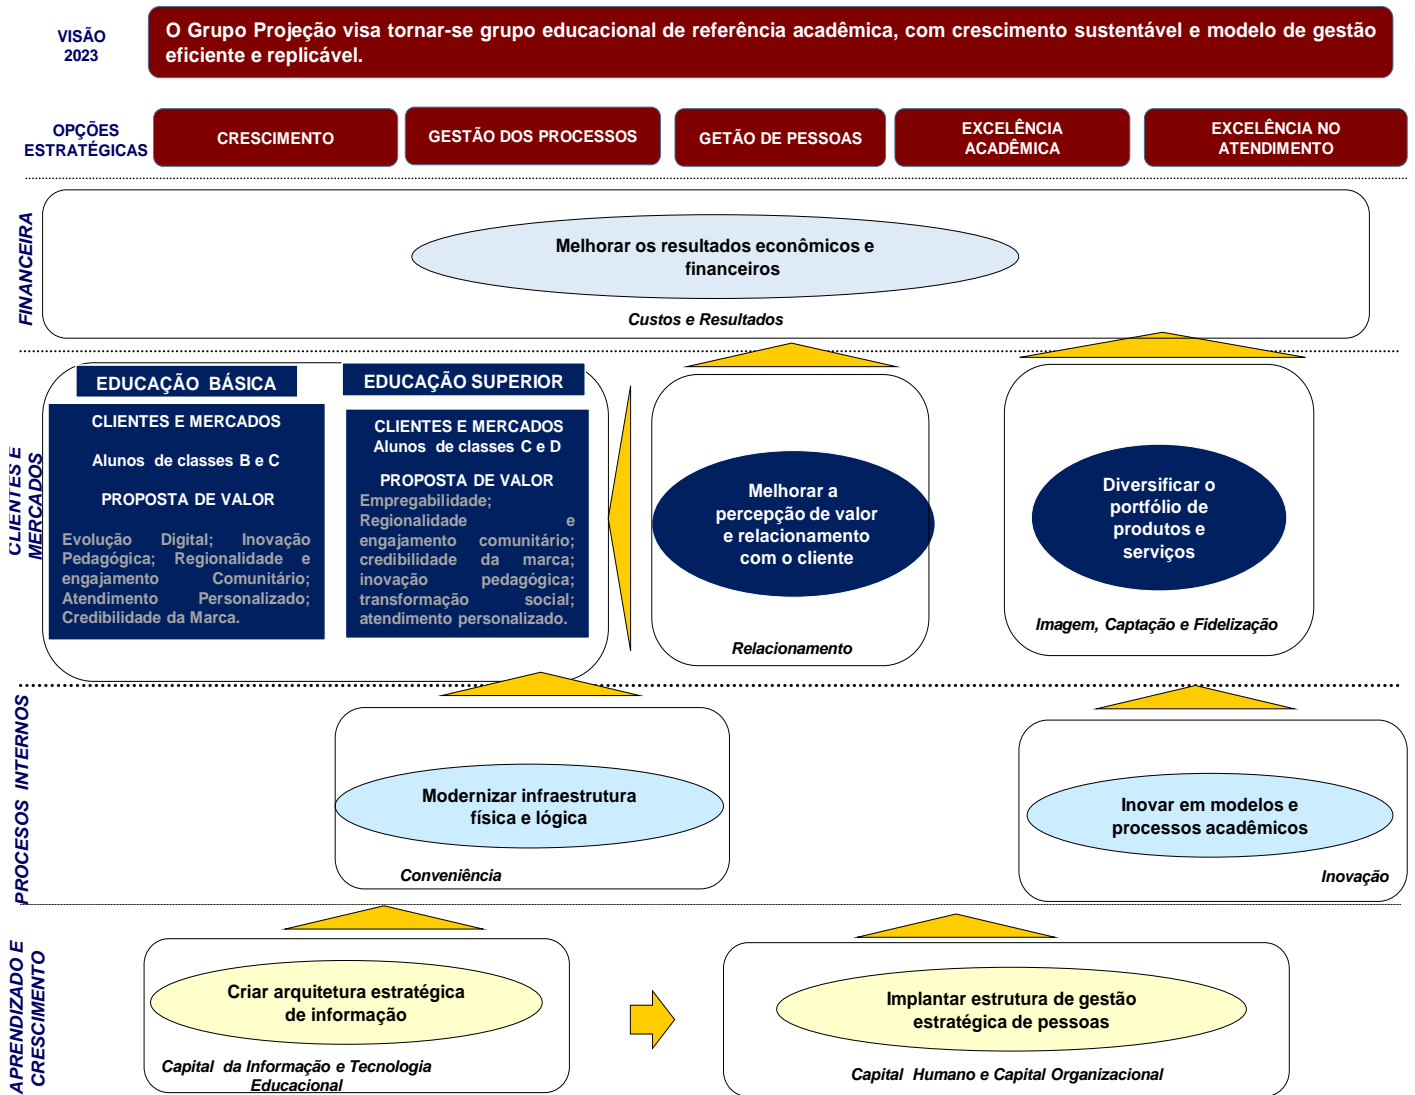 VISÃO
2023
O Grupo Projeção visa tornar-se grupo educacional de referência acadêmica, com crescimento sustentável e modelo de gestão
eficiente e replicável.
OPÇÕES
ESTRATÉGICAS
CRESCIMENTO
GESTÃO DOS PROCESSOS
GETÃO DE PESSOAS
EXCELÊNCIA
ACADÊMICA
EXCELÊNCIA NO
ATENDIMENTO
FINANCEIRA
Melhorar os resultados econômicos e
financeiros
Custos e Resultados
CLIENTES E
MERCADOS
EDUCAÇÃO BÁSICA
CLIENTES E MERCADOS
Alunos de classes B e C
PROPOSTA DE VALOR
Evolução Digital; Inovação
Pedagógica; Regionalidade e
engajamento Comunitário;
Atendimento Personalizado;
Credibilidade da Marca.
EDUCAÇÃO SUPERIOR
CLIENTES E MERCADOS
Alunos de classes C e D
PROPOSTA DE VALOR
Empregabilidade;
Regionalidade e
engajamento comunitário;
credibilidade da marca;
inovação pedagógica;
transformação social;
atendimento personalizado.
Melhorar a
percepção de valor
e relacionamento
com o cliente
Relacionamento
Diversificar o
portfólio de
produtos e
serviços
Imagem, Captação e Fidelização
PROCESOS INTERNOS
Modernizar infraestrutura
física e lógica
Conveniência
Inovar em modelos e
processos acadêmicos
Inovação
APRENDIZADO E
CRESCIMENTO
Criar arquitetura estratégica
de informação
Capital da Informação e Tecnologia
Educacional
Implantar estrutura de gestão
estratégica de pessoas
Capital Humano e Capital Organizacional